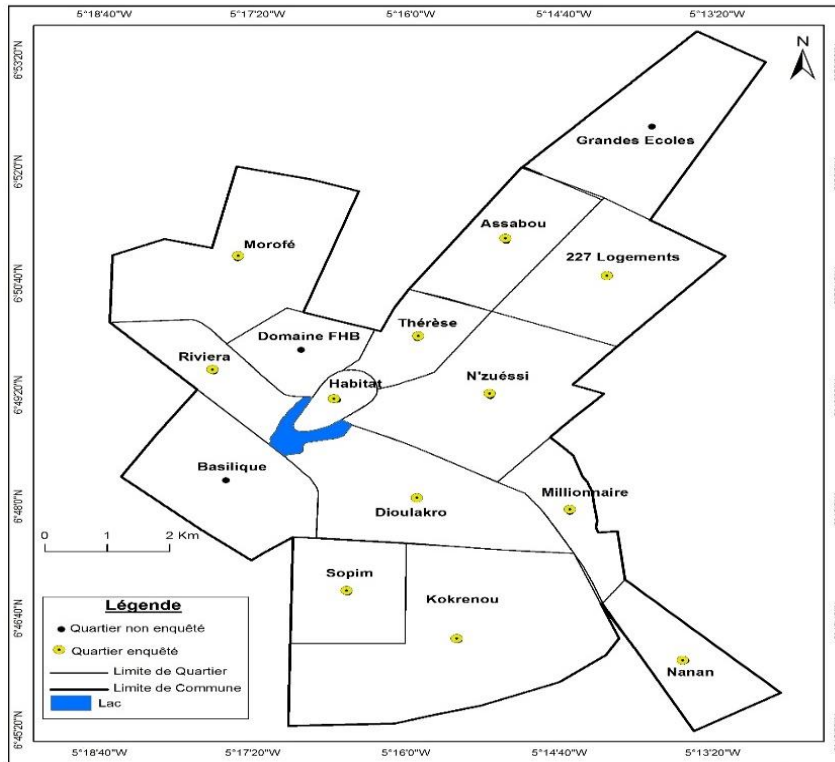 5°18'40"W 5°17'20"W 5°16'0"W 5°14'40"W 5°13'20"W
6°53'20"N
N
Grandes Ecoles
6°52'0"N
Assabou
Morofé
227 Logements
6°50'40"N
Thérèse
Domaine FHB
Riviera
N'zuéssi
Habitat
6°49'20"N
Basilique
Millionnaire
6°48'0"N
Dioulakro
0 1 2 Km
Sopim
Kokrenou
6°46'40"N
Légende
Quartier non enquêté
Quartier enquêté
Limite de Quartier
Limite de Commune
Lac
Nanan
6°45'20"N
5°18'40"W 5°17'20"W 5°16'0"W 5°14'40"W 5°13'20"W